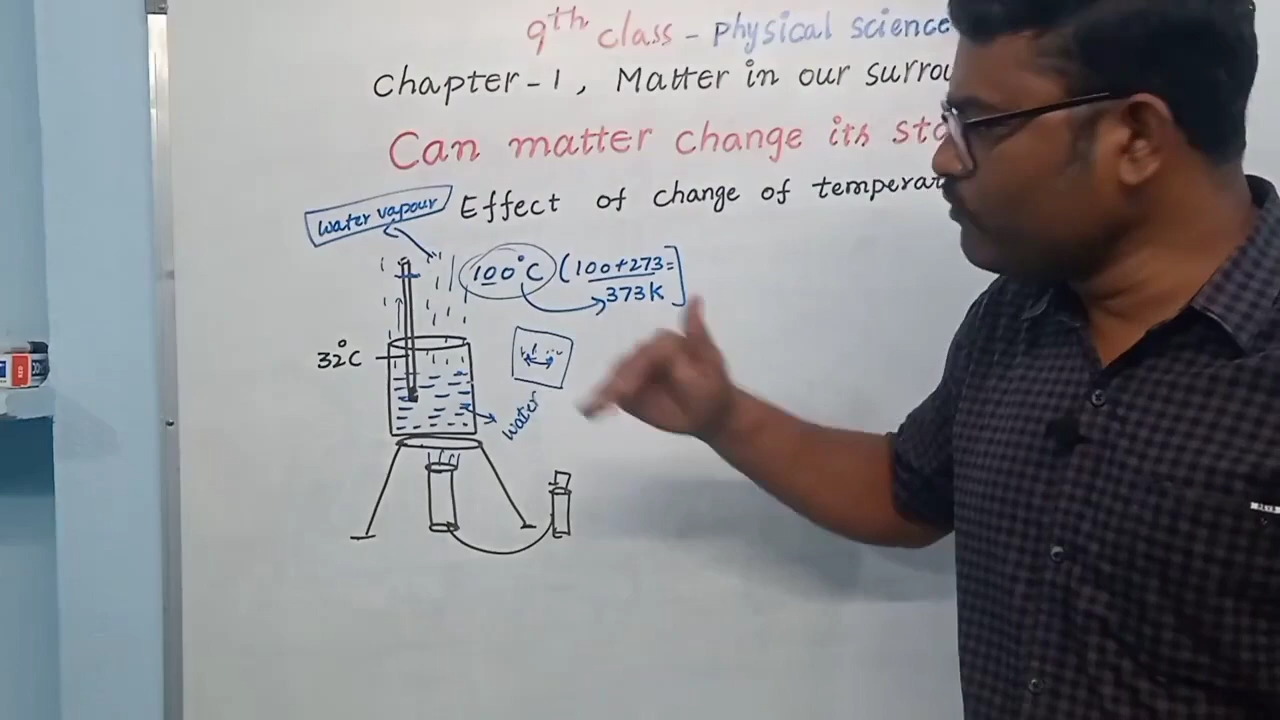 9th class - physical science
Chapter-1, Matter in our surrou
Can matter change its sta
Effect of change of temperat
water vapour
100°C (100+273=
373K
32°C
water